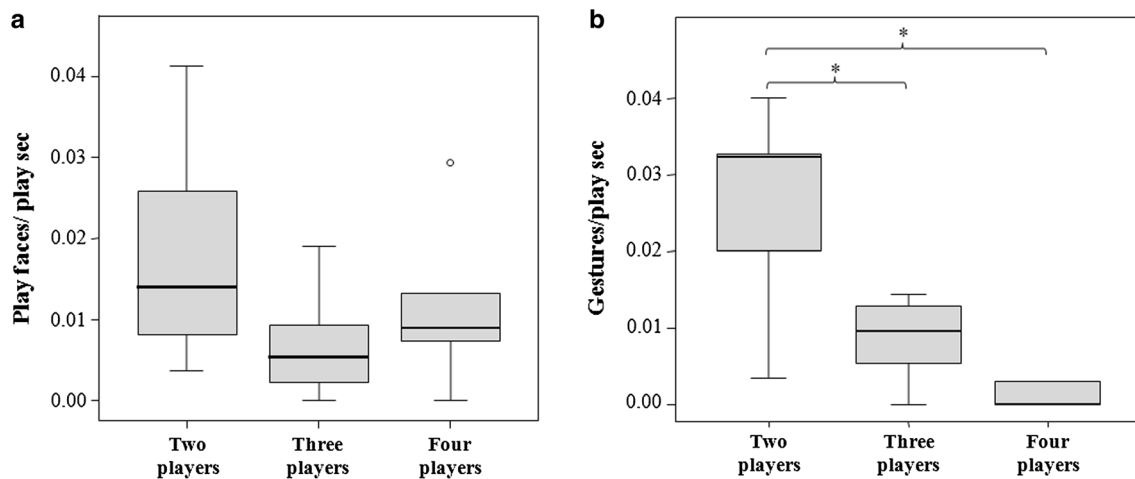 a
Play faces/ play sec
0.04
0.03
0.02
0.01
0.00
Two players
Three players
Four players
b
Gestures/play sec
*
*
0.04
0.03
0.02
0.01
0.00
Two players
Three players
Four players